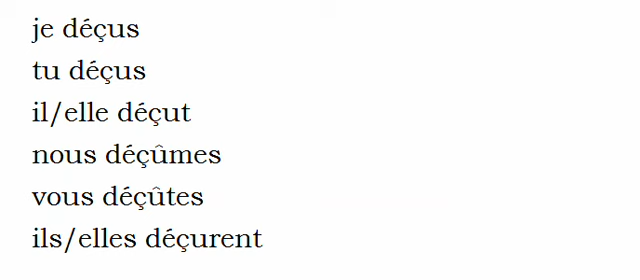 je déçus
tu déçus
il/elle déçut
nous déçûmes
vous déçûtes
ils/elles déçurent